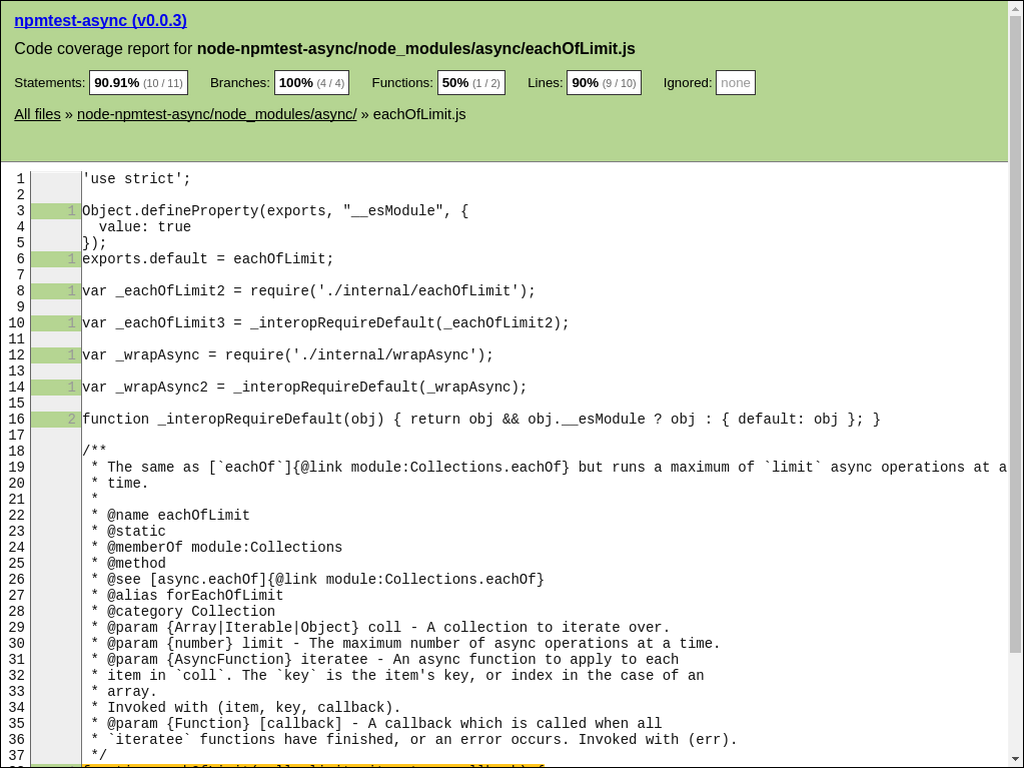 npmtest-async (v0.0.3)
Code coverage report for node-npmtest-async/node_modules/async/eachOfLimit.js
Statements: 90.91% (10 / 11) Branches: 100% (4 / 4) Functions: 50% (1 / 2) Lines: 90% (9 / 10) Ignored: none
All files » node-npmtest-async/node_modules/async/ » eachOfLimit.js
1 'use strict';
2
3 1 Object.defineProperty(exports, "__esModule", {
4 value: true
5 });
6 1 exports.default = eachOfLimit;
7
8 1 var _eachOfLimit2 = require('./internal/eachOfLimit');
9
10 1 var _eachOfLimit3 = _interopRequireDefault(_eachOfLimit2);
11
12 1 var _wrapAsync = require('./internal/wrapAsync');
13
14 1 var _wrapAsync2 = _interopRequireDefault(_wrapAsync);
15
16 2 function _interopRequireDefault(obj) { return obj && obj.__esModule ? obj : { default: obj }; }
17
18 /**
19 * The same as [`eachOf`]{@link module:Collections.eachOf} but runs a maximum of `limit` async operations at a
20 * time.
21 *
22 * @name eachOfLimit
23 * @static
24 * @memberOf module:Collections
25 * @method
26 * @see [async.eachOf]{@link module:Collections.eachOf}
27 * @alias forEachOfLimit
28 * @category Collection
29 * @param {Array|Iterable|Object} coll - A collection to iterate over.
30 * @param {number} limit - The maximum number of async operations at a time.
31 * @param {AsyncFunction} iteratee - An async function to apply to each
32 * item in `coll`. The `key` is the item's key, or index in the case of an
33 * array.
34 * Invoked with (item, key, callback).
35 * @param {Function} [callback] - A callback which is called when all
36 * `iteratee` functions have finished, or an error occurs. Invoked with (err).
37 */